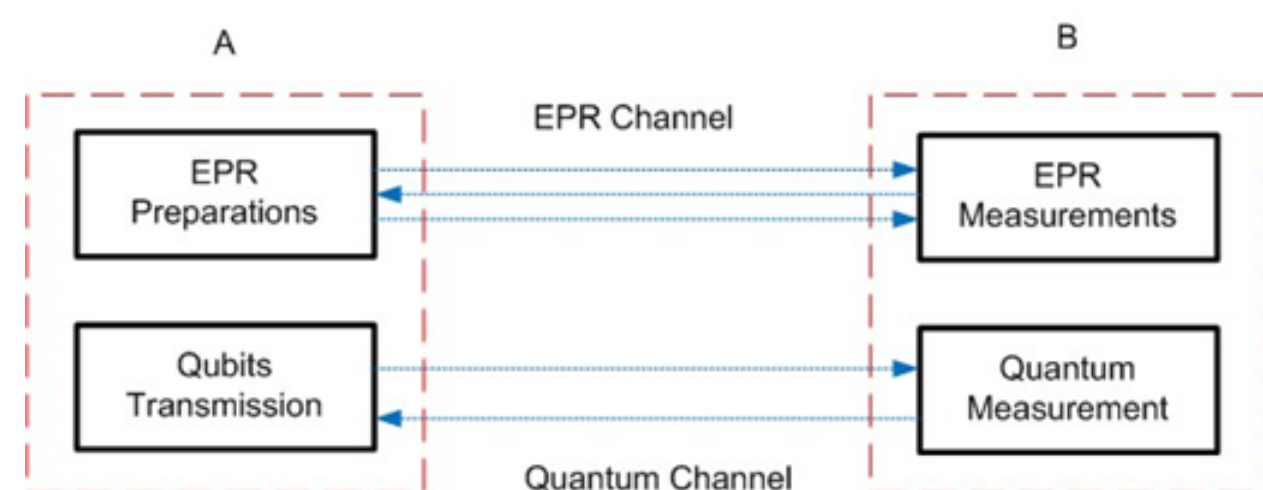 A
B
EPR Channel
EPR
Preparations
EPR
Measurements
Qubits
Transmission
Quantum
Measurement
Quantum Channel